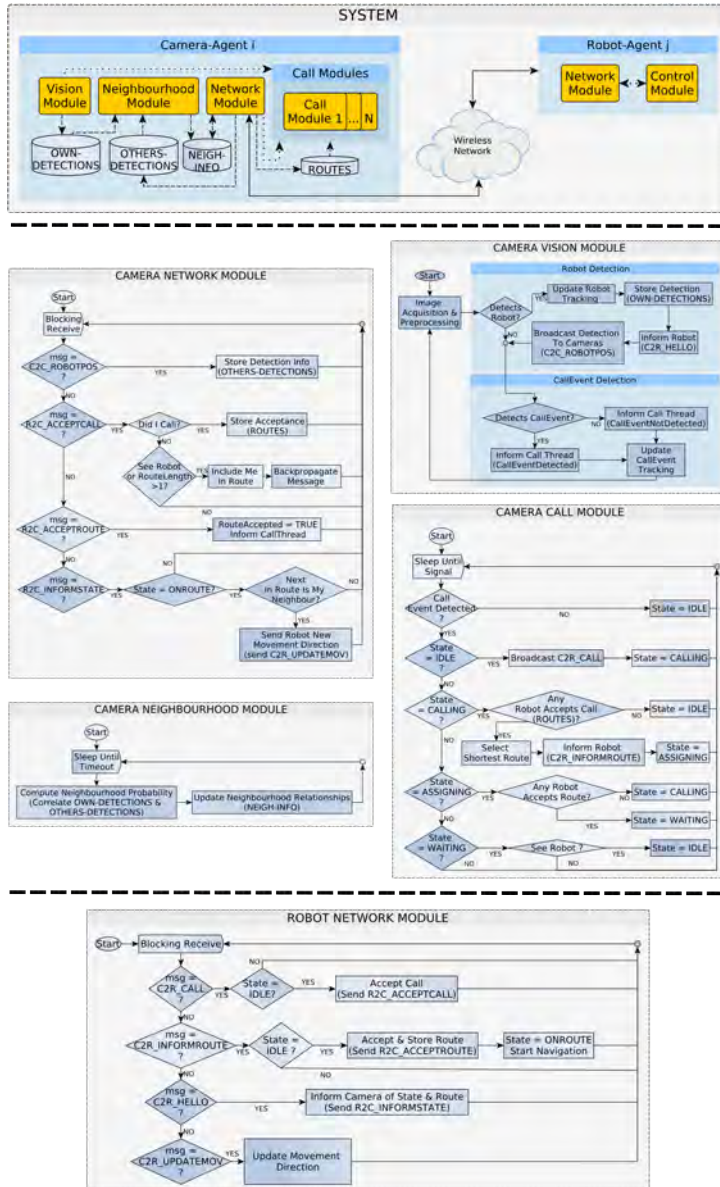 SYSTEM
Camera-Agent i
Robot-Agent j
Vision
Module
Neighbourhood
Module
Network
Module
Call Modules
Call
Module 1
...
N
OWN-
DETECTIONS
OTHERS-
DETECTIONS
NEIGH-
INFO
ROUTES
Wireless
Network
Network
Module
Control
Module
CAMERA NETWORK MODULE
Start
Blocking
Receive
msg =
C2C_ROBOTPOS
?
YES
Store Detection Info
(OTHERS-DETECTIONS)
NO
msg =
R2C_ACCEPTCALL
?
YES
Did I Call?
YES
Store Acceptance
(ROUTES)
NO
See Robot
or RouteLength
>1?
YES
Include Me
in Route
Backpropagate
Message
NO
NO
msg =
R2C_ACCEPTROUTE
?
YES
RouteAccepted = TRUE
Inform CallThread
NO
NO
msg =
R2C_INFORMSTATE
?
YES
State = ONROUTE?
YES
Next
in Route is My
Neighbour?
NO
YES
Send Robot New
Movement Direction
(send C2R_UPDATEMOV)
CAMERA NEIGHBOURHOOD MODULE
Start
Sleep Until
Timeout
Compute Neighbourhood Probability
(Correlate OWN-DETECTIONS &
OTHERS-DETECTIONS)
Update Neighbourhood Relationships
(NEIGH-INFO)
CAMERA VISION MODULE
Start
Robot Detection
Image
Acquisition &
Preprocessing
Detects
Robot?
YES
Update Robot
Tracking
Store Detection
(OWN-DETECTIONS)
NO
Broadcast Detection
To Cameras
(C2C_ROBOTPOS)
Inform Robot
(C2R_HELLO)
CallEvent Detection
Detects CallEvent?
NO
Inform Call Thread
(CallEventNotDetected)
YES
Inform Call Thread
(CallEventDetected)
Update
CallEvent
Tracking
CAMERA CALL MODULE
Start
Sleep Until
Signal
Call
Event Detected
?
NO
State = IDLE
YES
State
= IDLE
?
YES
Broadcast C2R_CALL
State = CALLING
NO
State
= CALLING
?
YES
Any
Robot Accepts Call
(ROUTES)?
NO
State = IDLE
YES
Select
Shortest Route
Inform Robot
(C2R_INFORMROUTE)
State =
ASSIGNING
NO
State
= ASSIGNING
?
YES
Any Robot
Accepts Route?
NO
State = CALLING
YES
State = WAITING
NO
State
= WAITING
?
YES
See Robot ?
YES
State = IDLE
NO
NO
ROBOT NETWORK MODULE
Start
Blocking Receive
NO
msg =
C2R_CALL
?
YES
State =
IDLE?
YES
Accept Call
(Send R2C_ACCEPTCALL)
NO
msg =
C2R_INFORMROUTE
?
YES
State =
IDLE ?
YES
Accept & Store Route
(Send R2C_ACCEPTROUTE)
State = ONROUTE
Start Navigation
NO
NO
msg =
C2R_HELLO
?
YES
Inform Camera of State & Route
(Send R2C_INFORMSTATE)
NO
msg =
C2R_UPDATEMOV
?
YES
Update Movement
Direction